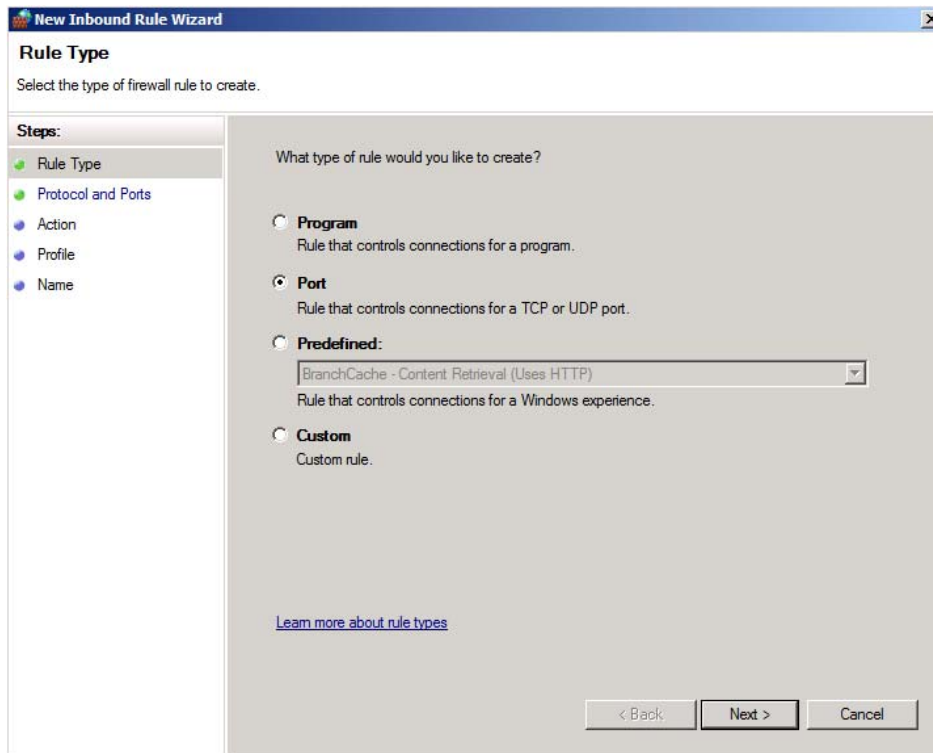 New Inbound Rule Wizard
Rule Type
Select the type of firewall rule to create.
Steps:
Rule Type
Protocol and Ports
Action
Profile
Name
What type of rule would you like to create?
Program
Rule that controls connections for a program.
Port
Rule that controls connections for a TCP or UDP port.
Predefined:
BranchCache - Content Retrieval (Uses HTTP)
Rule that controls connections for a Windows experience.
Custom
Custom rule.
Learn more about rule types
< Back Next > Cancel